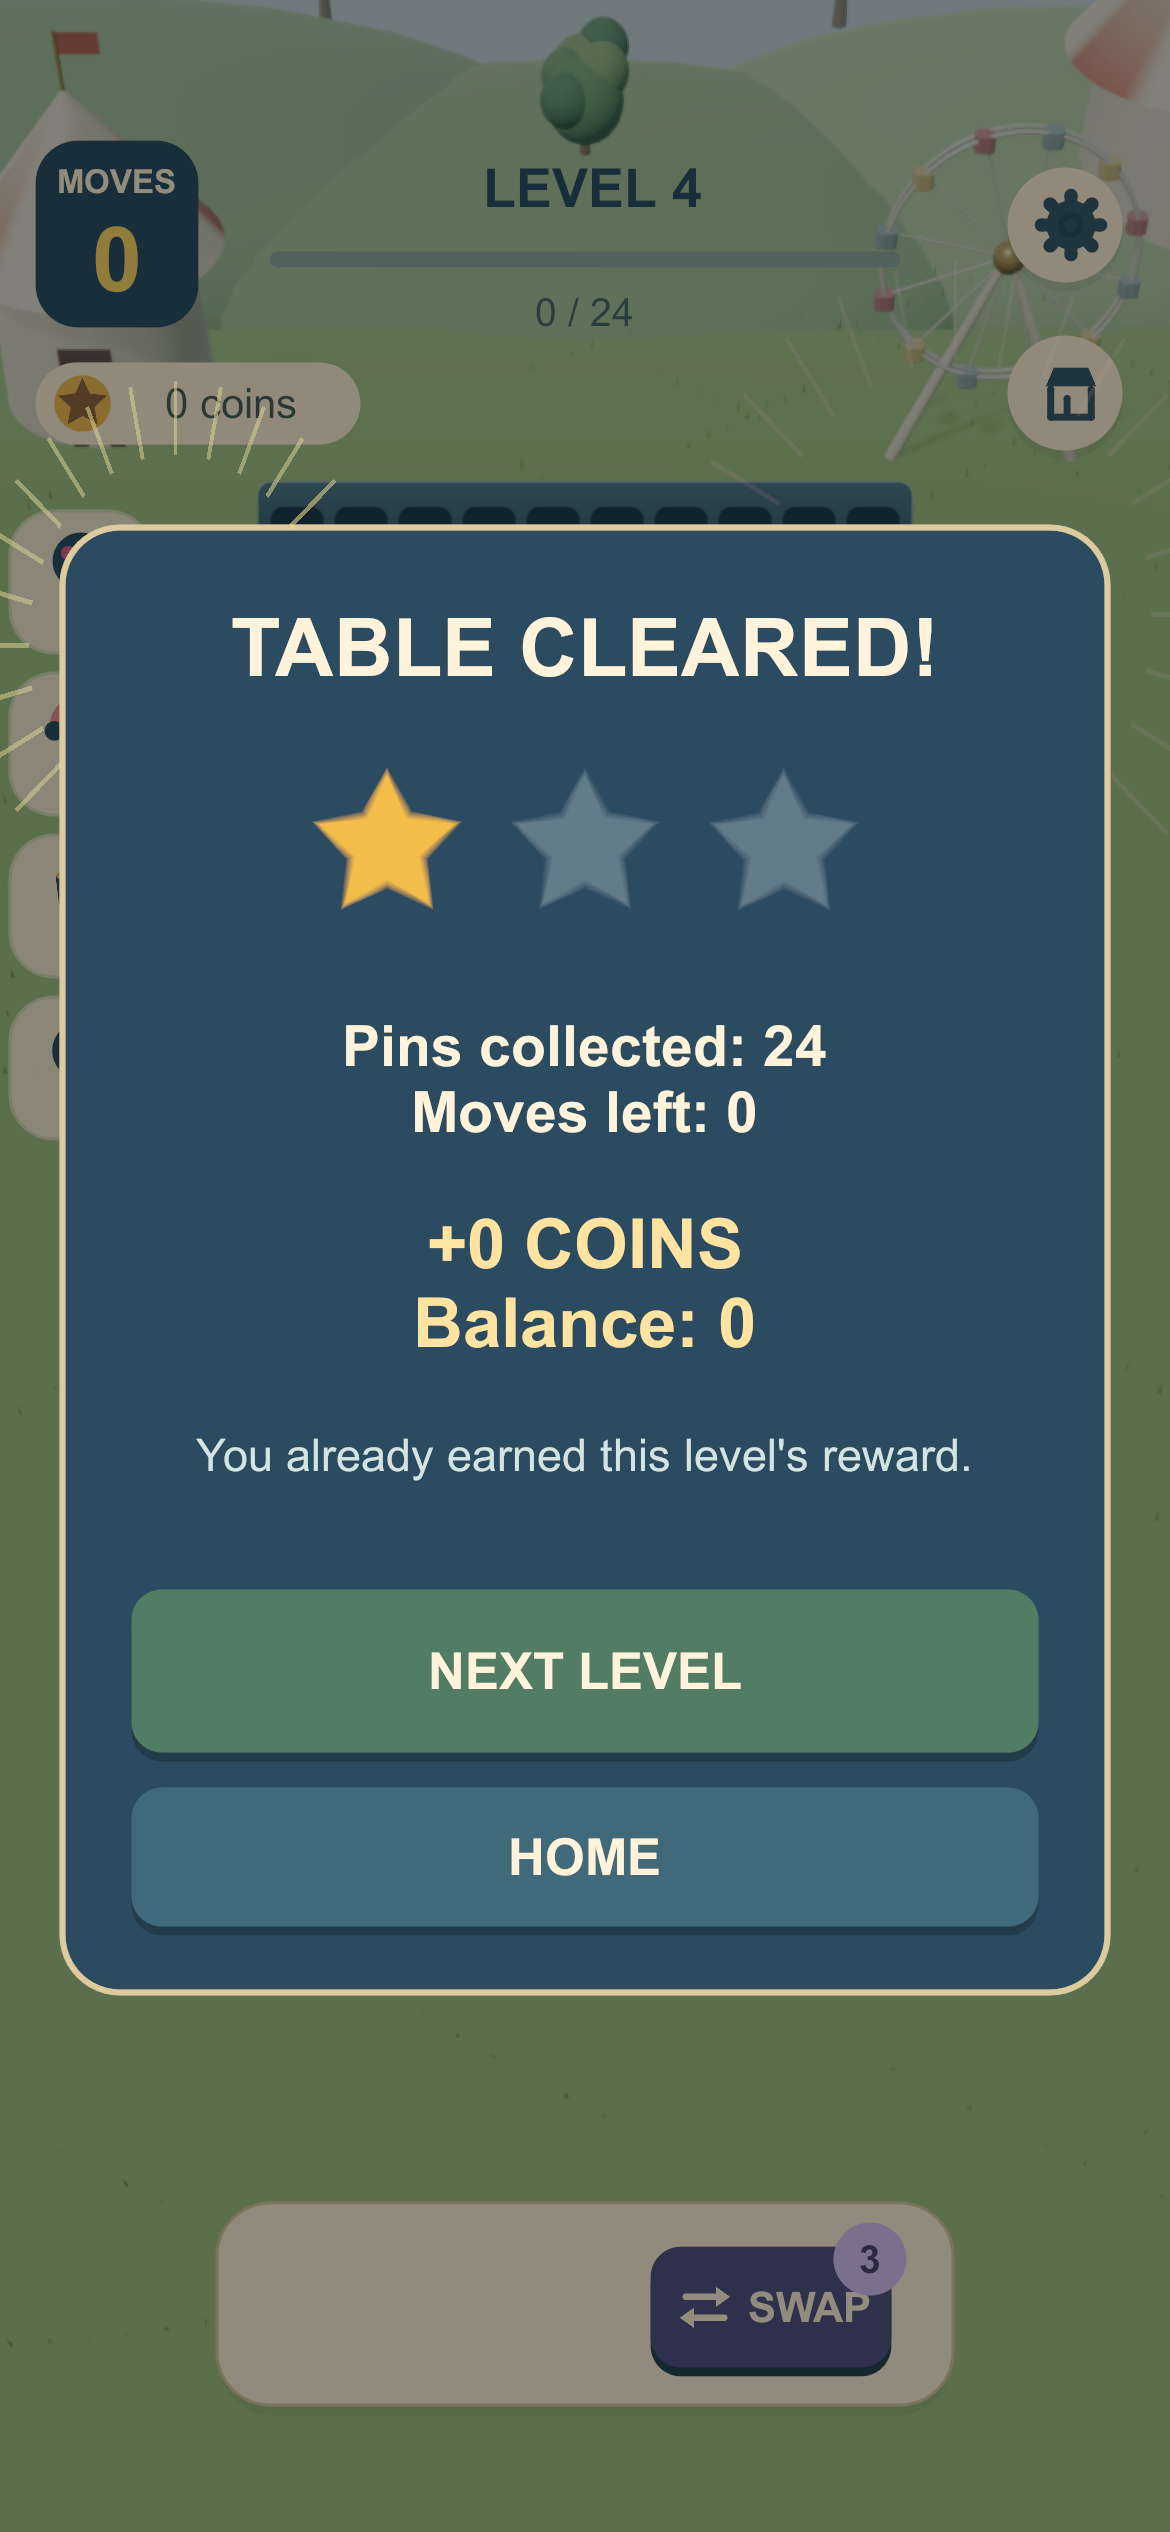 MOVES
0
LEVEL 4
0 / 24
0 coins
TABLE CLEARED!
Pins collected: 24
Moves left: 0
+0 COINS
Balance: 0
You already earned this level's reward.
NEXT LEVEL
HOME
3
SWAP